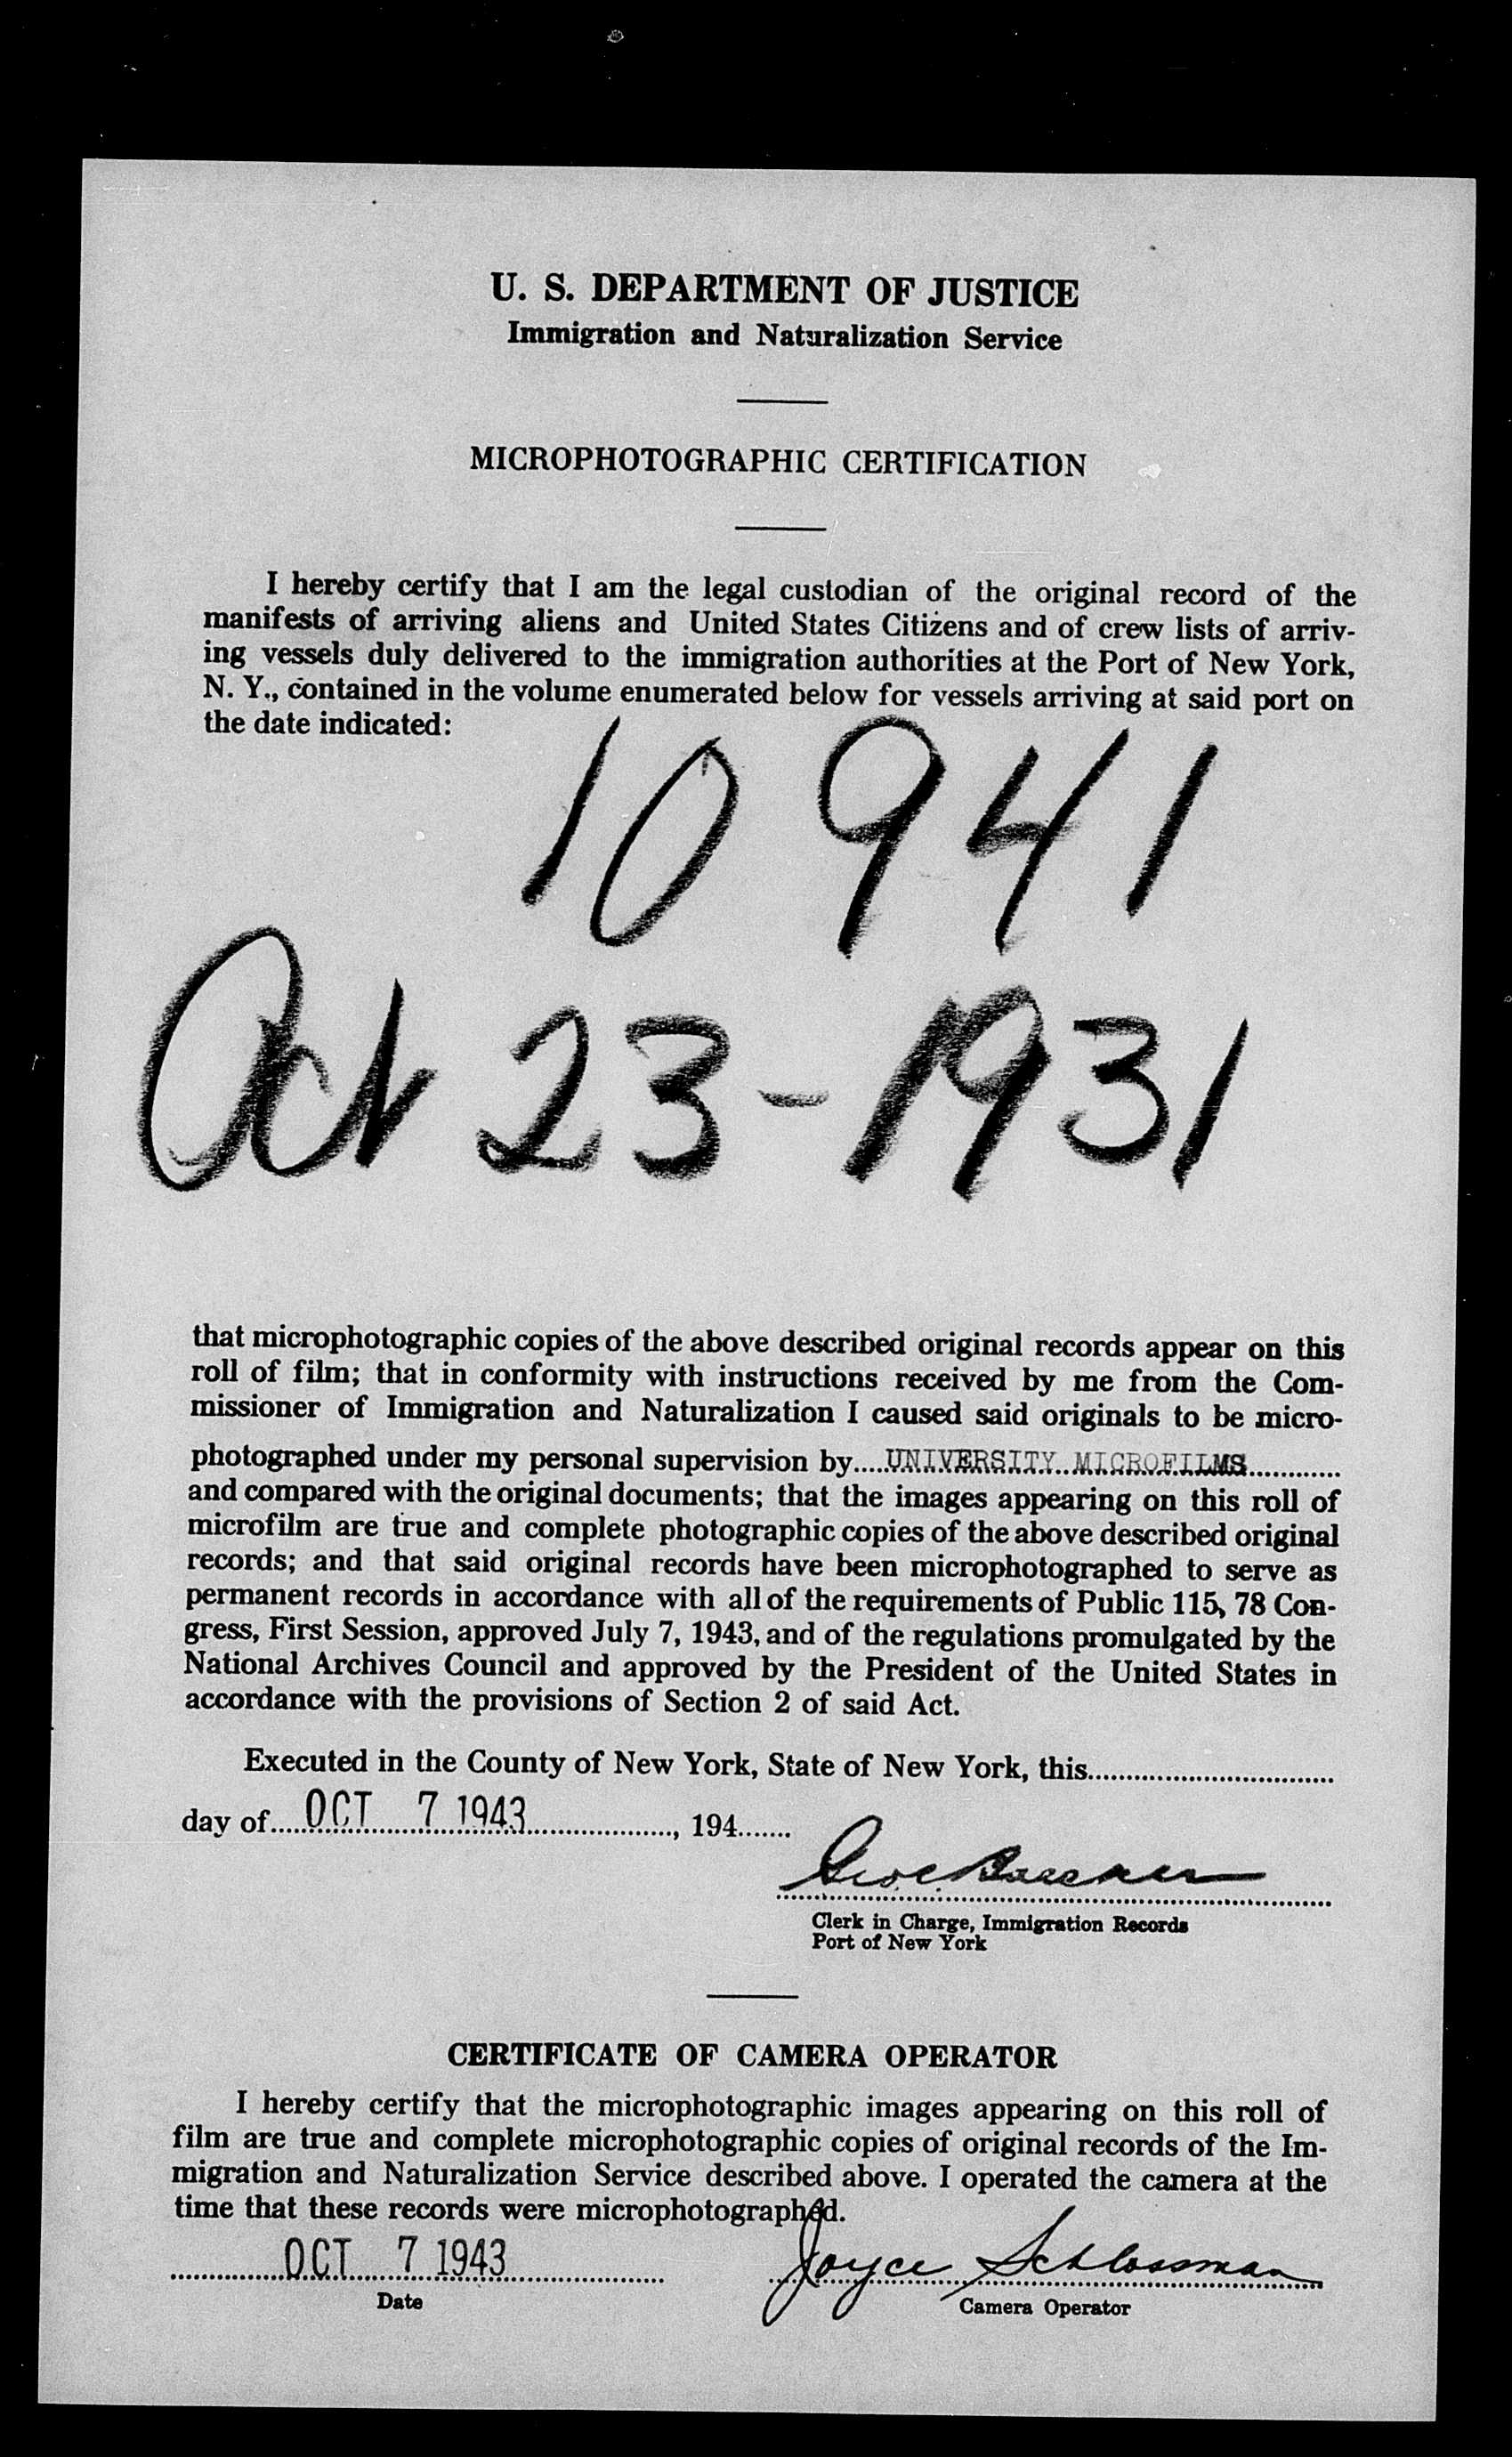 U. S. DEPARTMENT OF JUSTICE
Immigration and Naturalization Service
MICROPHOTOGRAPHIC CERTIFICATION
I hereby certify that I am the legal custodian of the original record of the
manifests of arriving aliens and United States Citizens and of crew lists of arriv-
ing vessels duly delivered to the immigration authorities at the Port of New York,
N. Y., contained in the volume enumerated below for vessels arriving at said port on
the date indicated:
10941
Oct 23-1931
that microphotographic copies of the above described original records appear on this
roll of film; that in conformity with instructions received by me from the Com-
missioner of Immigration and Naturalization I caused said originals to be micro-
photographed under my personal supervision by....UNIVERSITY MICROFILMS............
and compared with the original documents; that the images appearing on this roll of
microfilm are true and complete photographic copies of the above described original
records; and that said original records have been microphotographed to serve as
permanent records in accordance with all of the requirements of Public 115, 78 Con-
gress, First Session, approved July 7, 1943, and of the regulations promulgated by the
National Archives Council and approved by the President of the United States in
accordance with the provisions of Section 2 of said Act.
Executed in the County of New York, State of New York, this................................
day of.....OCT 7 1943..................., 194.......
Clerk in Charge, Immigration Records
Port of New York
CERTIFICATE OF CAMERA OPERATOR
I hereby certify that the microphotographic images appearing on this roll of
film are true and complete microphotographic copies of original records of the Im-
migration and Naturalization Service described above. I operated the camera at the
time that these records were microphotographed.
OCT 7 1943 Joyce Schlossman
Date Camera Operator